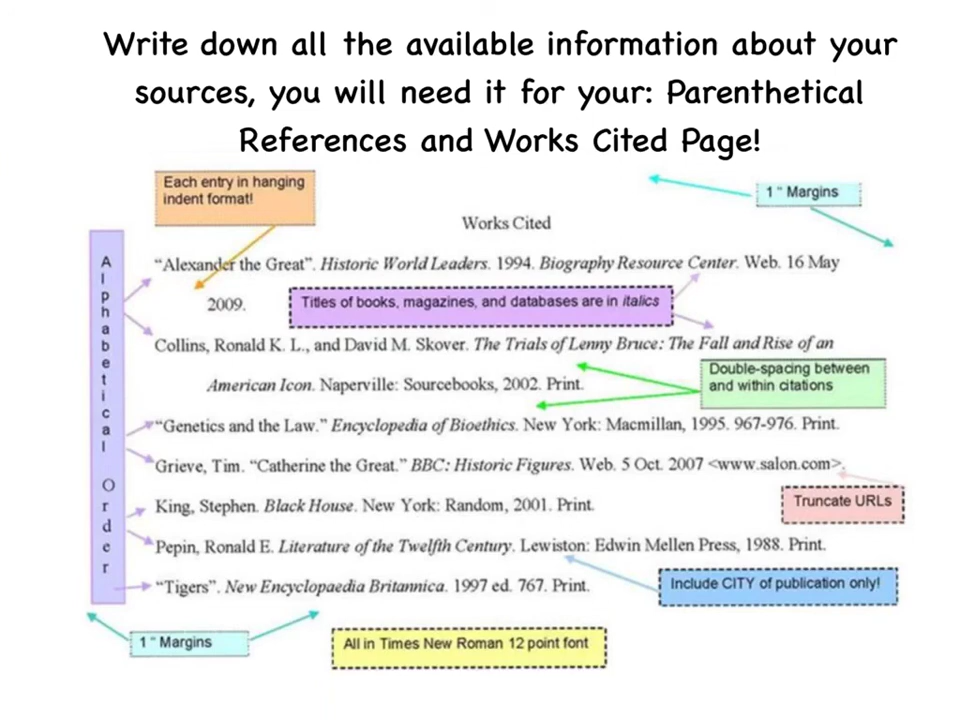 Write down all the available information about your
sources, you will need it for your: Parenthetical
References and Works Cited Page!
Each entry in hanging
indent format!
1 " Margins
Works Cited
Alphabetical Order
“Alexander the Great”. Historic World Leaders. 1994. Biography Resource Center. Web. 16 May
2009.
Titles of books, magazines, and databases are in italics
Collins, Ronald K. L., and David M. Skover. The Trials of Lenny Bruce: The Fall and Rise of an
American Icon. Naperville: Sourcebooks, 2002. Print.
Double-spacing between
and within citations
“Genetics and the Law.” Encyclopedia of Bioethics. New York: Macmillan, 1995. 967-976. Print.
Grieve, Tim. “Catherine the Great.” BBC: Historic Figures. Web. 5 Oct. 2007 <www.salon.com>.
Truncate URLs
King, Stephen. Black House. New York: Random, 2001. Print.
Pepin, Ronald E. Literature of the Twelfth Century. Lewiston: Edwin Mellen Press, 1988. Print.
“Tigers”. New Encyclopaedia Britannica. 1997 ed. 767. Print.
Include CITY of publication only!
1 " Margins
All in Times New Roman 12 point font